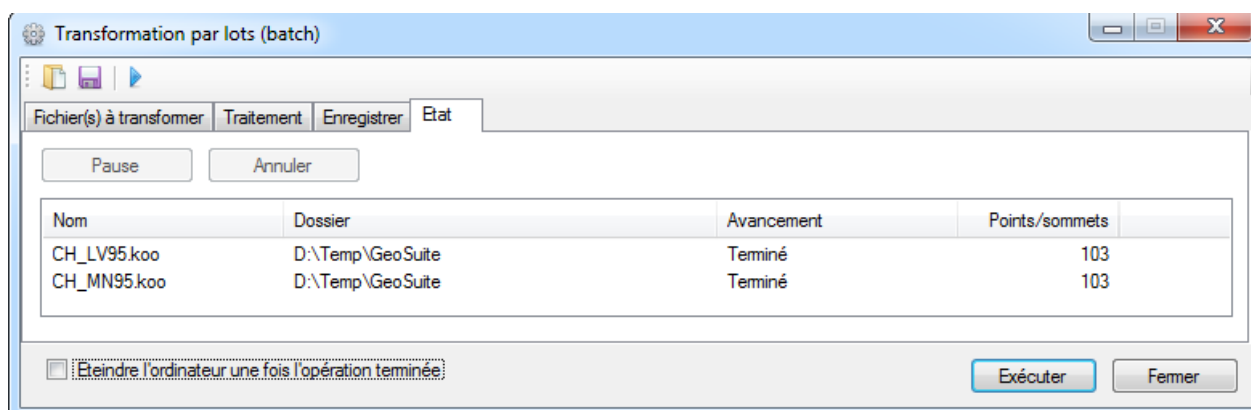 Transformation par lots (batch)
Fichier(s) à transformer Traitement Enregistrer Etat
Pause Annuler
Nom Dossier Avancement Points/sommets
CH_LV95.koo D:\Temp\GeoSuite Terminé 103
CH_MN95.koo D:\Temp\GeoSuite Terminé 103
Eteindre l'ordinateur une fois l'opération terminée Exécuter Fermer